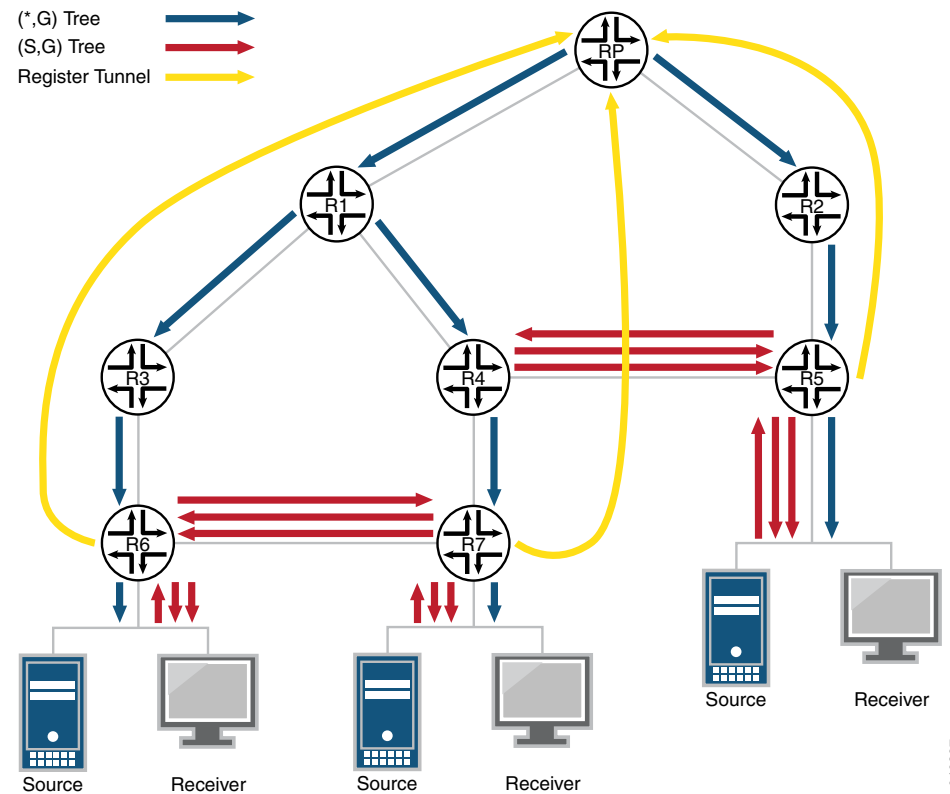 (*,G) Tree
(S,G) Tree
Register Tunnel
RP
R1
R2
R3
R4
R5
R6
R7
Source
Receiver
Source
Receiver
Source
Receiver